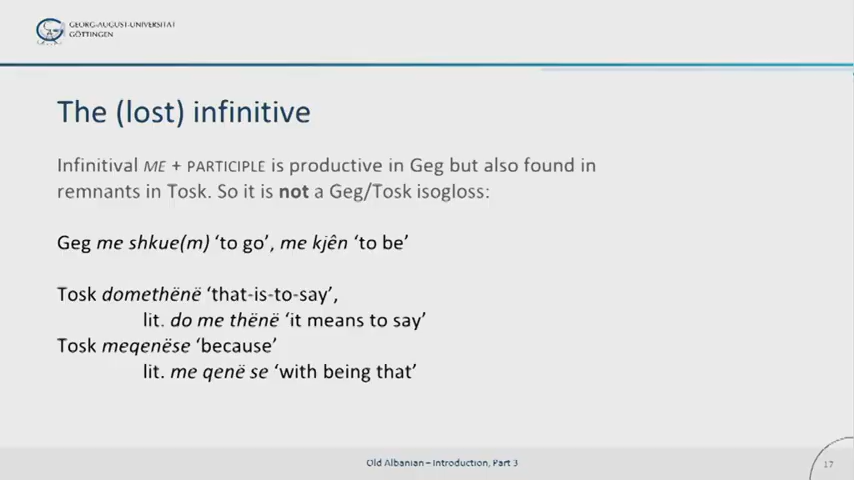 GEORG-AUGUST-UNIVERSITÄT
GÖTTINGEN
The (lost) infinitive
Infinitival ME + PARTICIPLE is productive in Geg but also found in
remnants in Tosk. So it is not a Geg/Tosk isogloss:
Geg me shkue(m) ‘to go’, me kjên ‘to be’
Tosk domethënë ‘that-is-to-say’,
lit. do me thënë ‘it means to say’
Tosk meqenëse ‘because’
lit. me qenë se ‘with being that’
Old Albanian – Introduction, Part 3
17